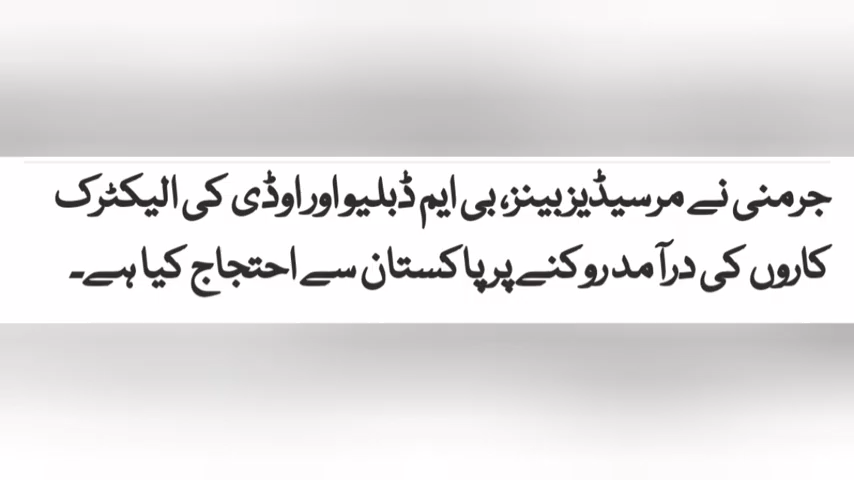 جرمنی نے مرسیڈیز بینز، بی ایم ڈبلیو اور اوڈی کی الیکٹرک
کاروں کی درآمد روکنے پر پاکستان سے احتجاج کیا ہے۔